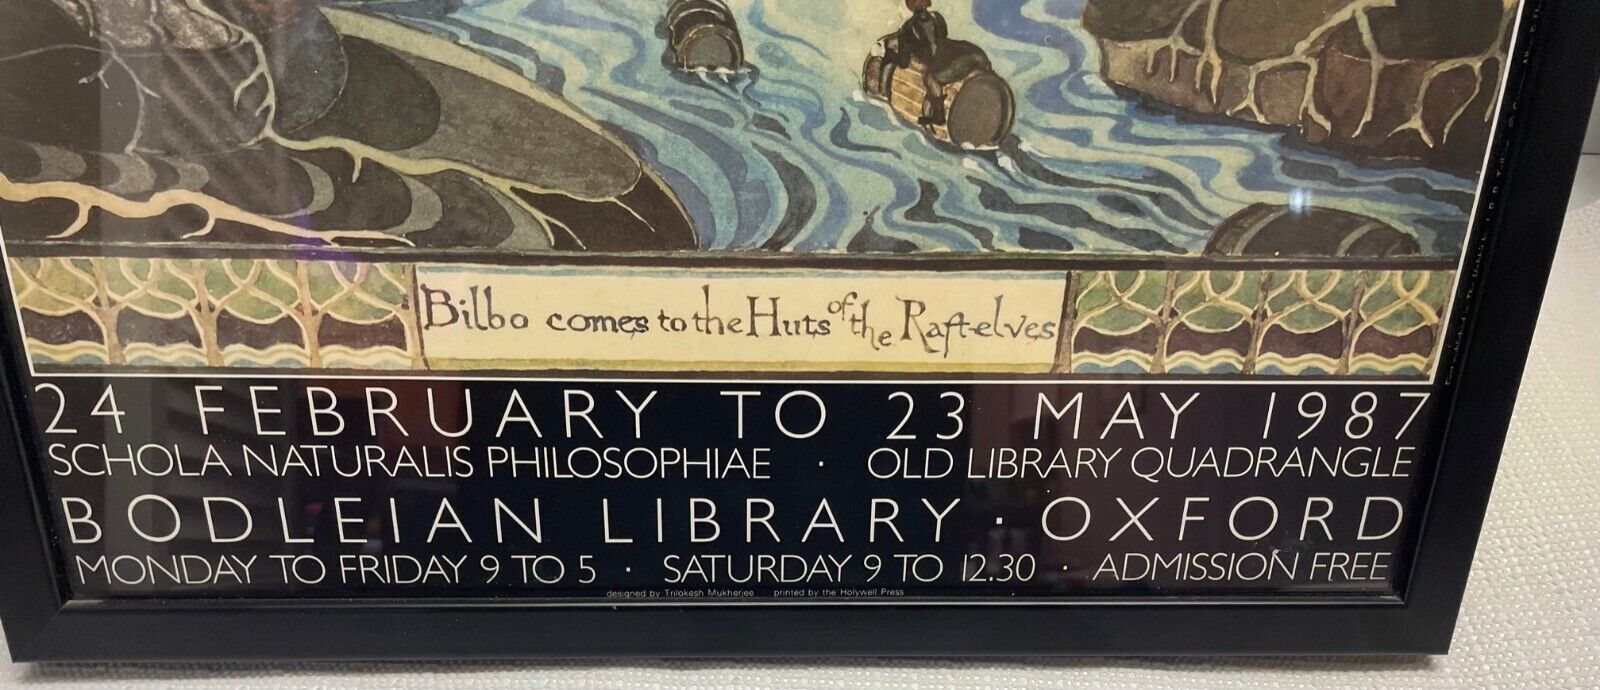 Bilbo comes to the Huts of the Raft-elves
24 FEBRUARY TO 23 MAY 1987
SCHOLA NATURALIS PHILOSOPHIAE · OLD LIBRARY QUADRANGLE
BODLEIAN LIBRARY · OXFORD
MONDAY TO FRIDAY 9 TO 5 · SATURDAY 9 TO 12.30 · ADMISSION FREE
designed by Trilokesh Mukherjee printed by the Holywell Press